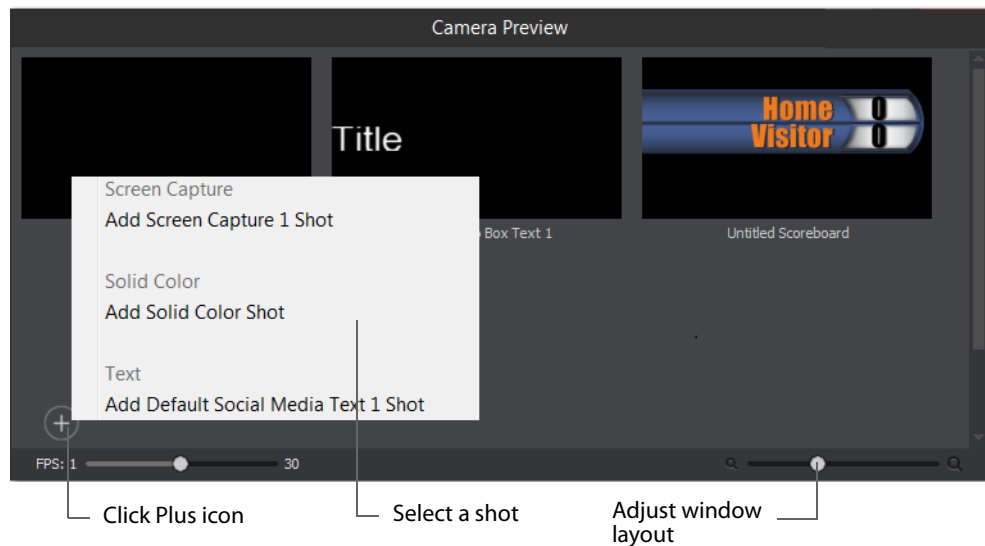 Camera Preview
Title
Home 0
Visitor 0
Box Text 1
Untitled Scoreboard
Screen Capture
Add Screen Capture 1 Shot
Solid Color
Add Solid Color Shot
Text
Add Default Social Media Text 1 Shot
FPS: 1
30
Click Plus icon
Select a shot
Adjust window
layout